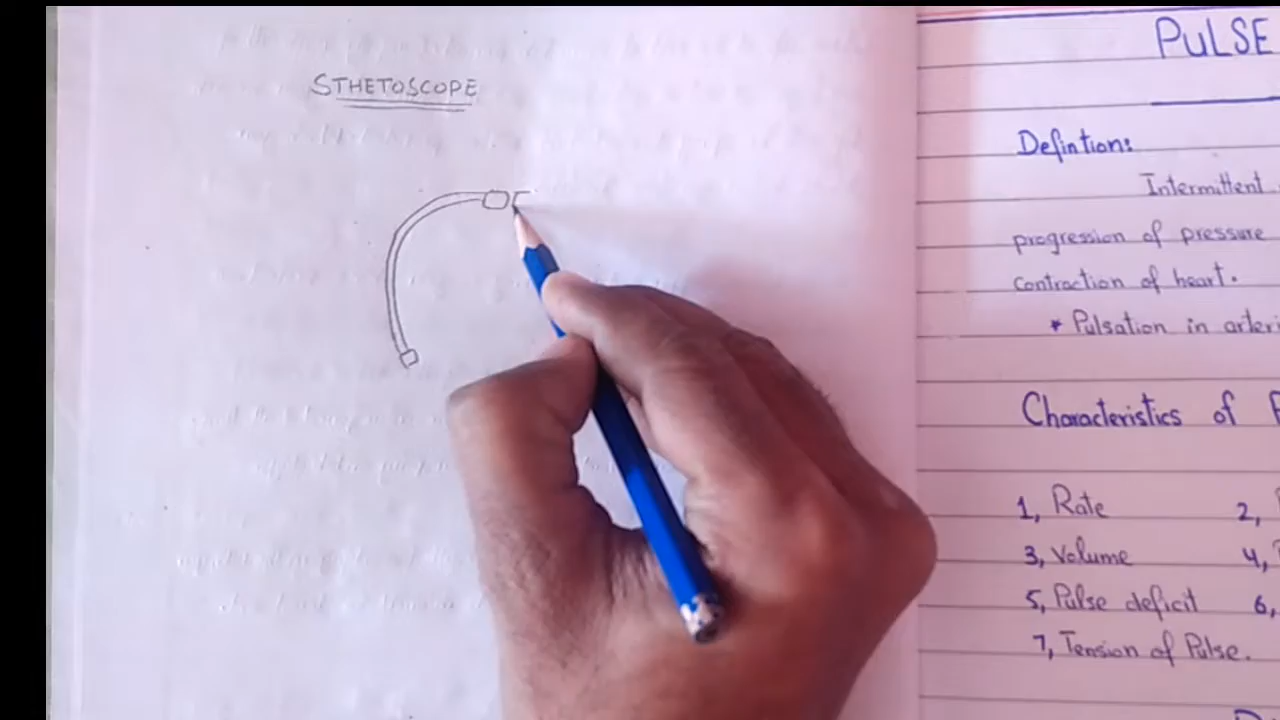 STHETOSCOPE
PULSE
Defintion:
Intermittent
progression of pressure
contraction of heart.
* Pulsation in arteri
Characteristics of
1, Rate 2,
3, Volume 4,
5, Pulse deficit 6,
7, Tension of Pulse.